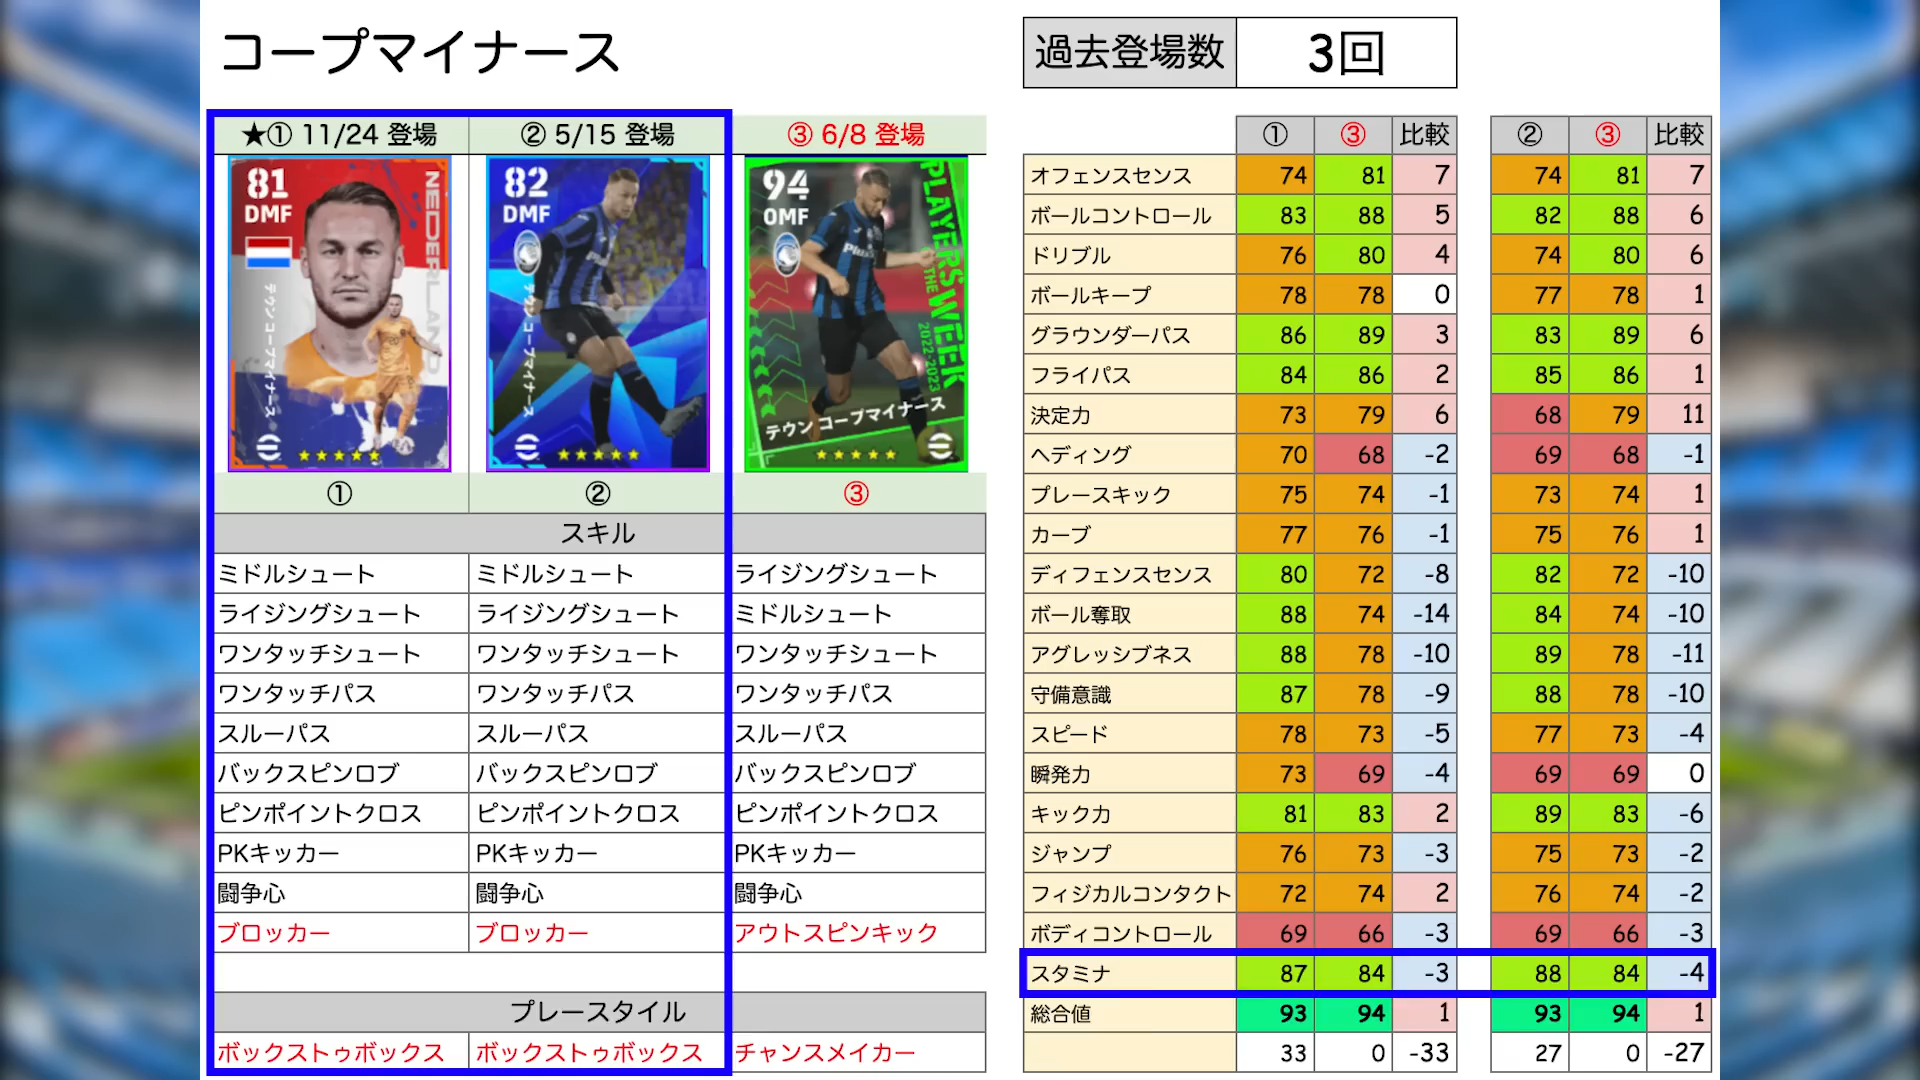 コープマイナース
過去登場数 3回
★① 11/24 登場 ② 5/15 登場 ③ 6/8 登場
81 DMF NEDERLAND テウン コープマイナース
82 DMF テウン コープマイナース
94 OMF PLAYERS OF THE WEEK 2022-2023 テウン コープマイナース
① ② ③
スキル
ミドルシュート ミドルシュート ライジングシュート
ライジングシュート ライジングシュート ミドルシュート
ワンタッチシュート ワンタッチシュート ワンタッチシュート
ワンタッチパス ワンタッチパス ワンタッチパス
スルーパス スルーパス スルーパス
バックスピンロブ バックスピンロブ バックスピンロブ
ピンポイントクロス ピンポイントクロス ピンポイントクロス
PKキッカー PKキッカー PKキッカー
闘争心 闘争心 闘争心
ブロッカー ブロッカー アウトスピンキック
プレースタイル
ボックストゥボックス ボックストゥボックス チャンスメイカー
① ③ 比較 ② ③ 比較
オフェンスセンス 74 81 7 74 81 7
ボールコントロール 83 88 5 82 88 6
ドリブル 76 80 4 74 80 6
ボールキープ 78 78 0 77 78 1
グラウンダーパス 86 89 3 83 89 6
フライパス 84 86 2 85 86 1
決定力 73 79 6 68 79 11
ヘディング 70 68 -2 69 68 -1
プレースキック 75 74 -1 73 74 1
カーブ 77 76 -1 75 76 1
ディフェンスセンス 80 72 -8 82 72 -10
ボール奪取 88 74 -14 84 74 -10
アグレッシブネス 88 78 -10 89 78 -11
守備意識 87 78 -9 88 78 -10
スピード 78 73 -5 77 73 -4
瞬発力 73 69 -4 69 69 0
キック力 81 83 2 89 83 -6
ジャンプ 76 73 -3 75 73 -2
フィジカルコンタクト 72 74 2 76 74 -2
ボディコントロール 69 66 -3 69 66 -3
スタミナ 87 84 -3 88 84 -4
総合値 93 94 1 93 94 1
33 0 -33 27 0 -27